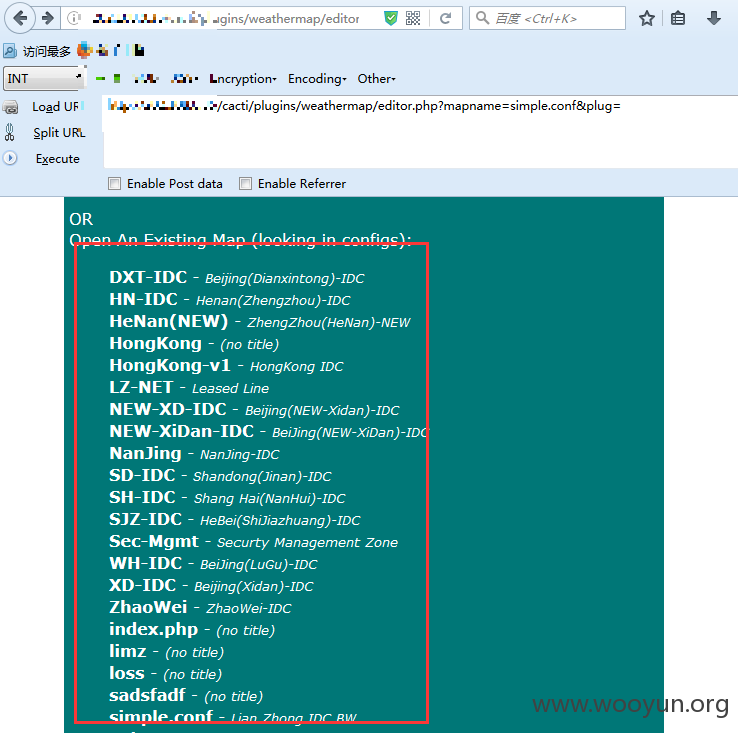 gins/weathermap/editor
百度 <Ctrl+K>
访问最多
INT
Encryption
Encoding
Other
Load UR
Split URL
Execute
/cacti/plugins/weathermap/editor.php?mapname=simple.conf&plug=
Enable Post data Enable Referrer
OR
Open An Existing Map (looking in configs):
DXT-IDC - Beijing(Dianxintong)-IDC
HN-IDC - Henan(Zhengzhou)-IDC
HeNan(NEW) - ZhengZhou(HeNan)-NEW
HongKong - (no title)
HongKong-v1 - HongKong IDC
LZ-NET - Leased Line
NEW-XD-IDC - Beijing(NEW-Xidan)-IDC
NEW-XiDan-IDC - BeiJing(NEW-XiDan)-IDC
NanJing - NanJing-IDC
SD-IDC - Shandong(Jinan)-IDC
SH-IDC - Shang Hai(NanHui)-IDC
SJZ-IDC - HeBei(ShiJiazhuang)-IDC
Sec-Mgmt - Securty Management Zone
WH-IDC - BeiJing(LuGu)-IDC
XD-IDC - Beijing(Xidan)-IDC
ZhaoWei - ZhaoWei-IDC
index.php - (no title)
limz - (no title)
loss - (no title)
sadsfadf - (no title)
simple.conf - Lian Zhong IDC BW
www.wooyun.org